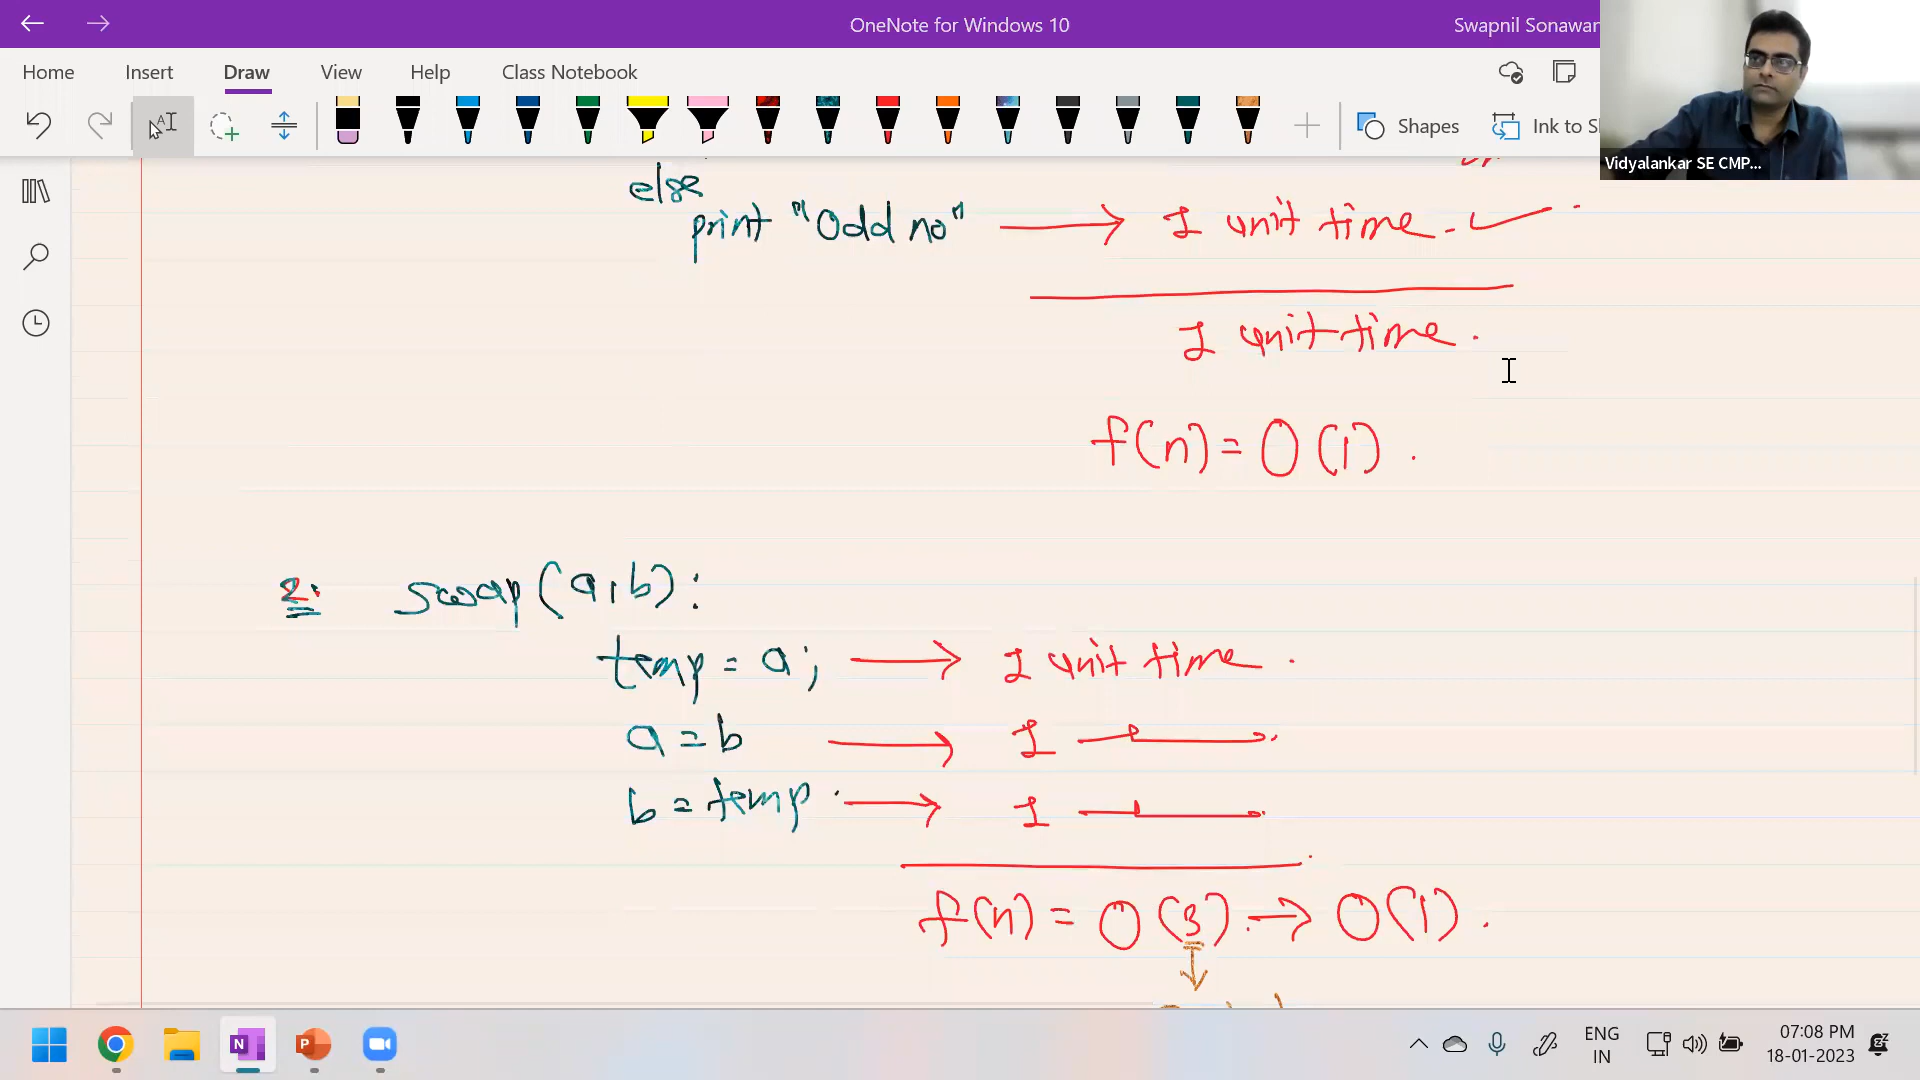 OneNote for Windows 10
Swapnil Sonawan
Home Insert Draw View Help Class Notebook
Shapes Ink to S
Vidyalankar SE CMP...
else
print "Odd no" → 1 unit time.
1 unit time.
f(n) = O(1).
2. swap(a,b):
temp = a; → 1 unit time.
a = b → 1
b = temp → 1
f(n) = O(3) → O(1).
ENG
IN
07:08 PM
18-01-2023